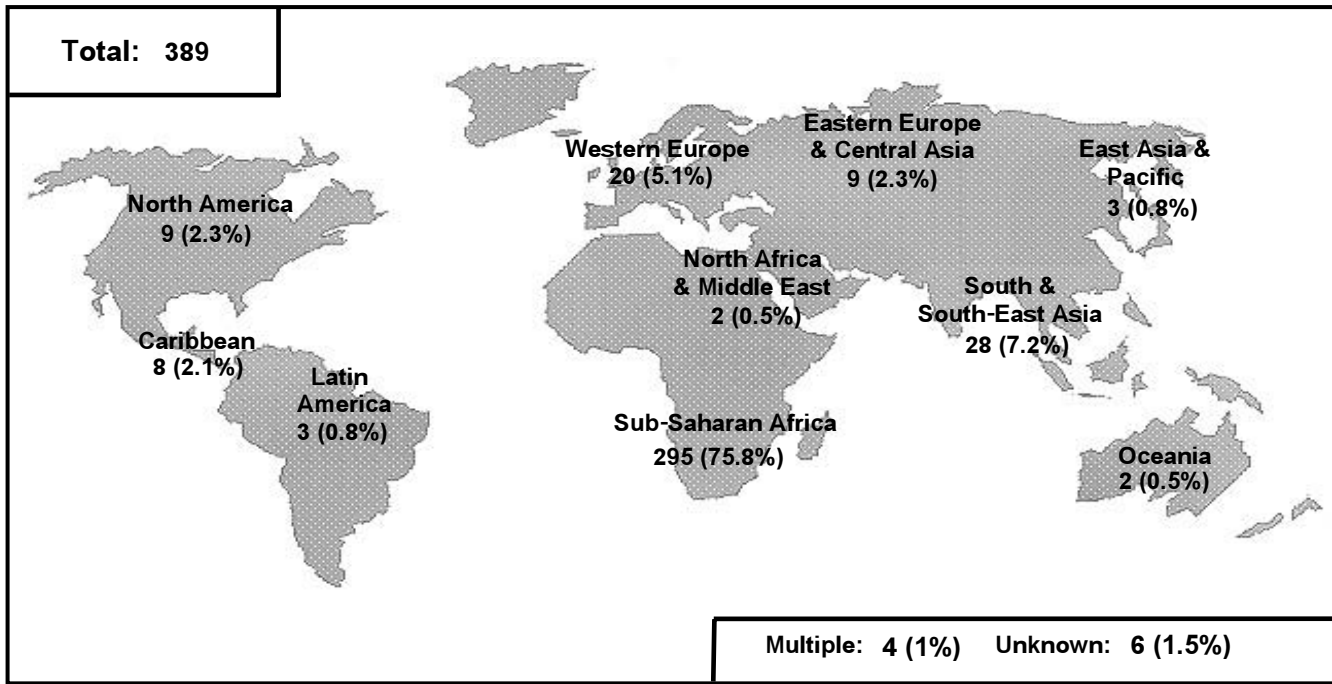 Total: 389
Western Europe
20 (5.1%)
Eastern Europe
& Central Asia
9 (2.3%)
East Asia &
Pacific
3 (0.8%)
North America
9 (2.3%)
North Africa
& Middle East
2 (0.5%)
South &
South-East Asia
28 (7.2%)
Caribbean
8 (2.1%)
Latin
America
3 (0.8%)
Sub-Saharan Africa
295 (75.8%)
Oceania
2 (0.5%)
Multiple: 4 (1%) Unknown: 6 (1.5%)